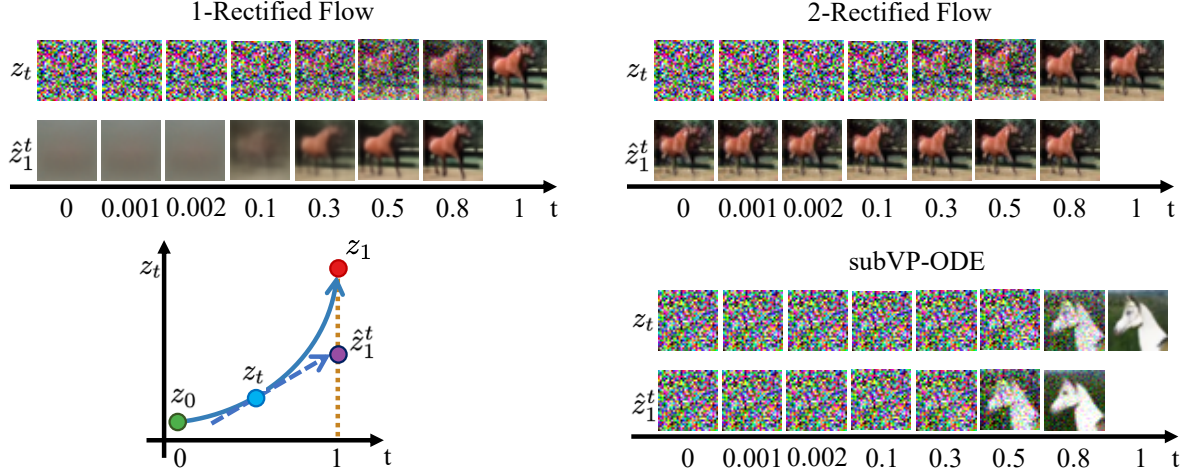 1-Rectified Flow
z_t
ẑ_1^t
0 0.001 0.002 0.1 0.3 0.5 0.8 1 t
2-Rectified Flow
z_t
ẑ_1^t
0 0.001 0.002 0.1 0.3 0.5 0.8 1 t
z_t
z_1
ẑ_1^t
z_t
z_0
0 1 t
subVP-ODE
z_t
ẑ_1^t
0 0.001 0.002 0.1 0.3 0.5 0.8 1 t